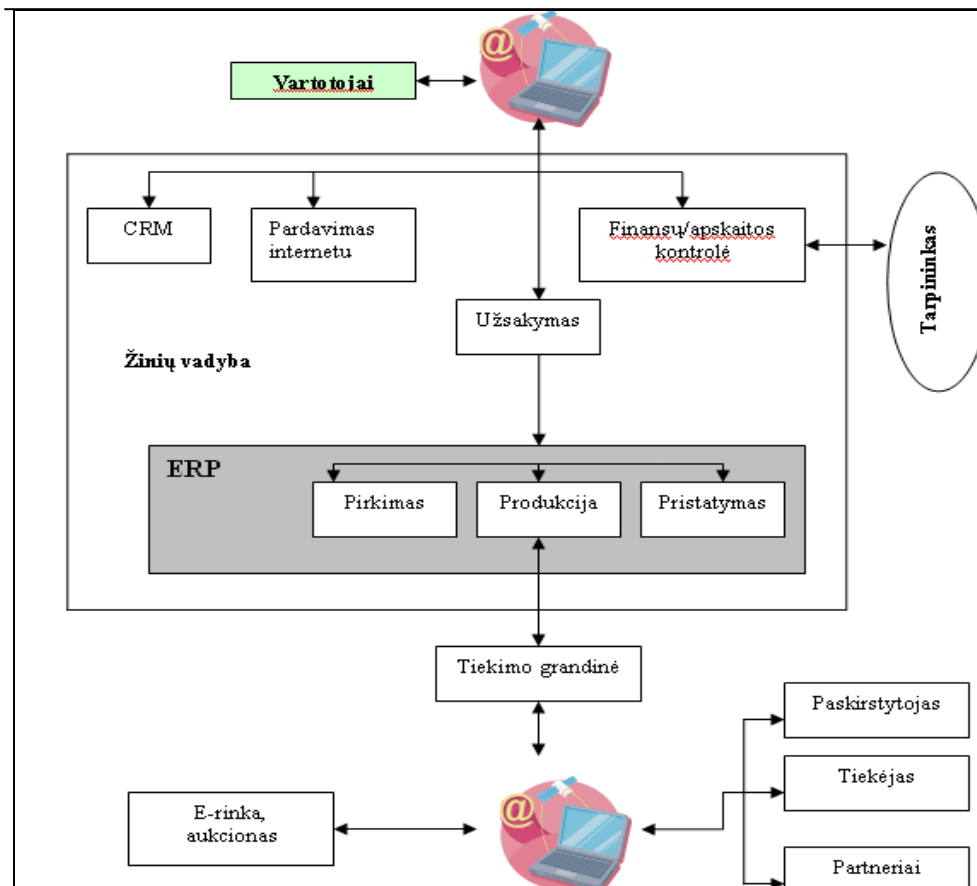 @
Vartotojai
CRM
Pardavimas
internetu
Finansų/apskaitos
kontrolė
Tarpininkas
Užsakymas
Žinių vadyba
ERP
Pirkimas
Produkcija
Pristatymas
Tiekimo grandinė
Paskirstytojas
Tiekėjas
E-rinka,
aukcionas
@
Partneriai